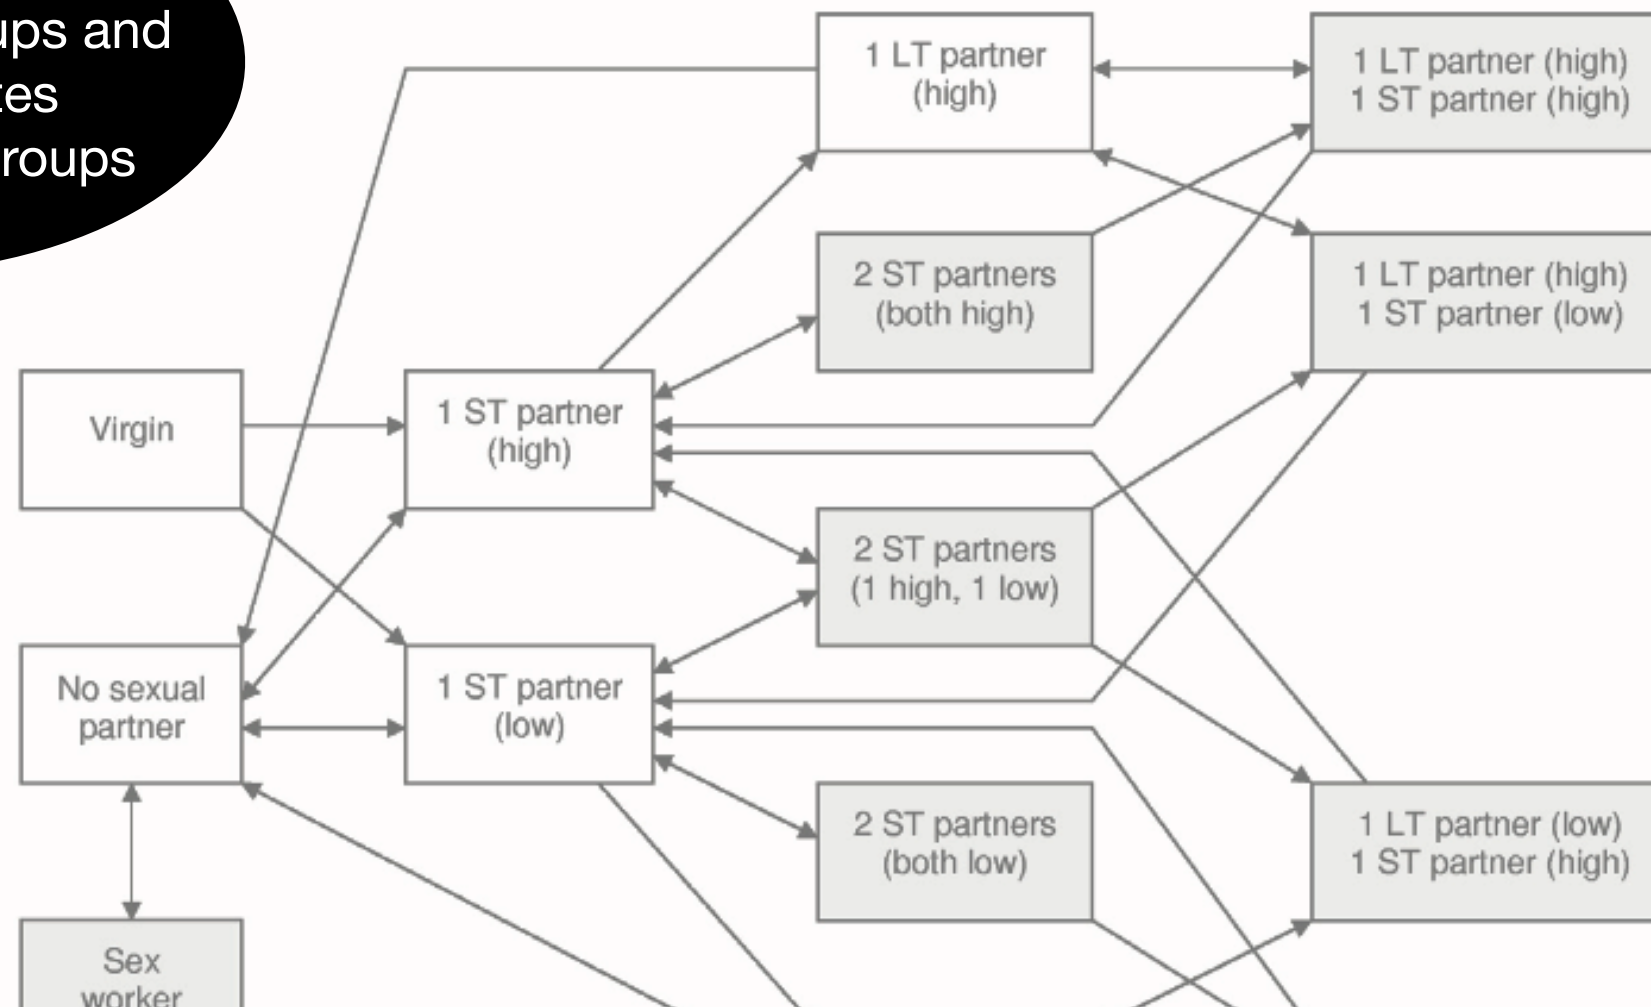 and
roups
1 LT partner
(high)
1 LT partner (high)
1 ST partner (high)
2 ST partners
(both high)
1 LT partner (high)
1 ST partner (low)
Virgin
1 ST partner
(high)
2 ST partners
(1 high, 1 low)
No sexual
partner
1 ST partner
(low)
2 ST partners
(both low)
1 LT partner (low)
1 ST partner (high)
Sex
worker